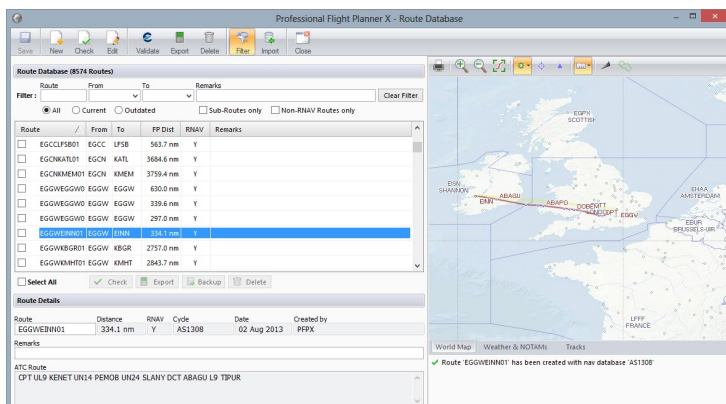 Professional Flight Planner X - Route Database
Save New Check Edit Validate Export Delete Filter Import Close
Route Database (8574 Routes)
Route From To Remarks
Filter : Clear Filter
All Current Outdated Sub-Routes only Non-RNAV Routes only
Route / From To FP Dist RNAV Remarks
EGCCLFSB01 EGCC LFSB 563.7 nm Y
EGCNKATL01 EGCN KATL 3684.6 nm Y
EGCNKMEM01 EGCN KMEM 3759.4 nm Y
EGGWEGGW0 EGGW EGGW 630.0 nm Y
EGGWEGGW0 EGGW EGGW 339.6 nm Y
EGGWEGGW0 EGGW EGGW 297.0 nm Y
EGGWEINN01 EGGW EINN 334.1 nm Y
EGGWKBGR01 EGGW KBGR 2757.0 nm Y
EGGWKMHT01 EGGW KMHT 2843.7 nm Y
Select All Check Export Backup Delete
Route Details
Route Distance RNAV Cycle Date Created by
EGGWEINN01 334.1 nm Y AS1308 02 Aug 2013 PFPX
Remarks
ATC Route
CPT UL9 KENET UN14 PEMOB UN24 SLANY DCT ABAGU L9 TIPUR
EGPX
SCOTTISH
EISN
SHANNON
EINN
ABAGU
ABAPO
EGGV
EHAA
AMSTERDAM
EBUR
BRUSSELS-UIR
LFFF
FRANCE
World Map Weather & NOTAMs Tracks
Route 'EGGWEINN01' has been created with nav database 'AS1308'